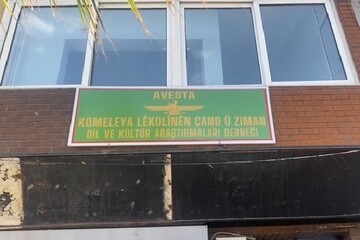 AVESTA
KOMELEYA LÊKOLÎNÊN ÇAND Û ZIMAN
DİL VE KÜLTÜR ARAŞTIRMALARI DERNEĞİ